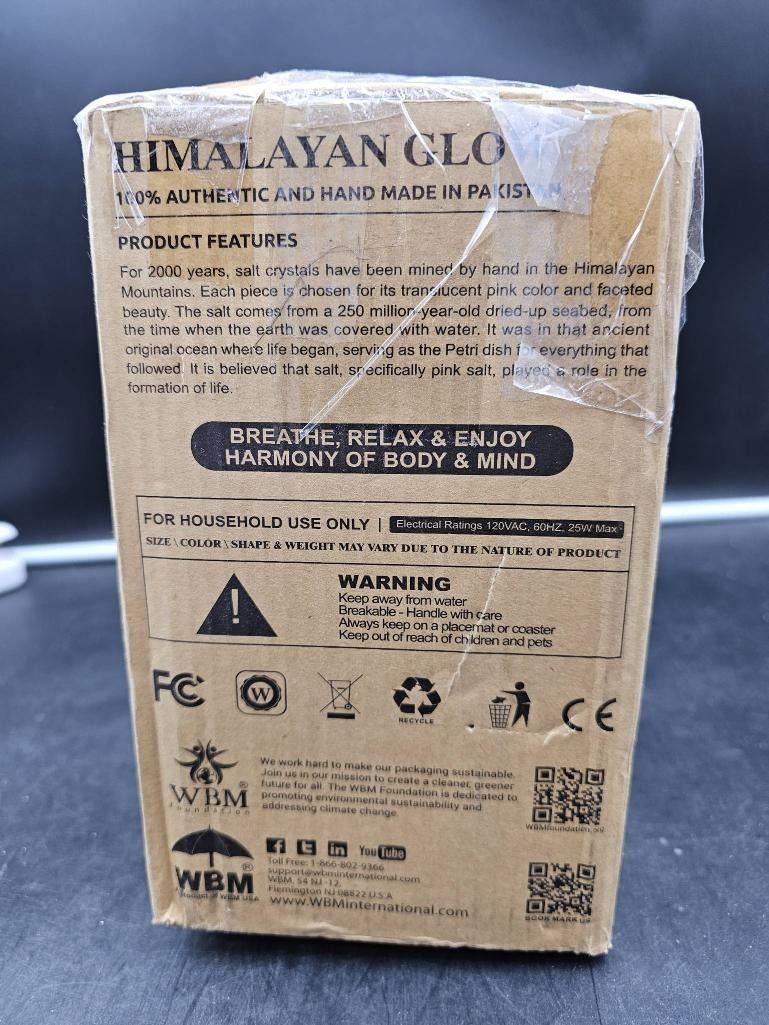 HIMALAYAN GLOW
100% AUTHENTIC AND HAND MADE IN PAKISTAN
PRODUCT FEATURES
For 2000 years, salt crystals have been mined by hand in the Himalayan
Mountains. Each piece is chosen for its translucent pink color and faceted
beauty. The salt comes from a 250 million-year-old dried-up seabed, from
the time when the earth was covered with water. It was in that ancient
original ocean where life began, serving as the Petri dish for everything that
followed. It is believed that salt, specifically pink salt, played a role in the
formation of life.
BREATHE, RELAX & ENJOY
HARMONY OF BODY & MIND
FOR HOUSEHOLD USE ONLY | Electrical Ratings 120VAC, 60HZ, 25W Max
SIZE \ COLOR \ SHAPE & WEIGHT MAY VARY DUE TO THE NATURE OF PRODUCT
WARNING
Keep away from water
Breakable - Handle with care
Always keep on a placemat or coaster
Keep out of reach of children and pets
FC W RECYCLE CE
WBM®
foundation
We work hard to make our packaging sustainable.
Join us in our mission to create a cleaner, greener
future for all. The WBM Foundation is dedicated to
promoting environmental sustainability and
addressing climate change.
WBMfoundation.org
WBM®
Product of WBM USA
f t in YouTube
Toll Free: 1-866-802-9366
support@wbminternational.com
WBM, 54 NJ-12,
Flemington NJ 08822 U.S.A
www.WBMinternational.com
BOOK MARK US